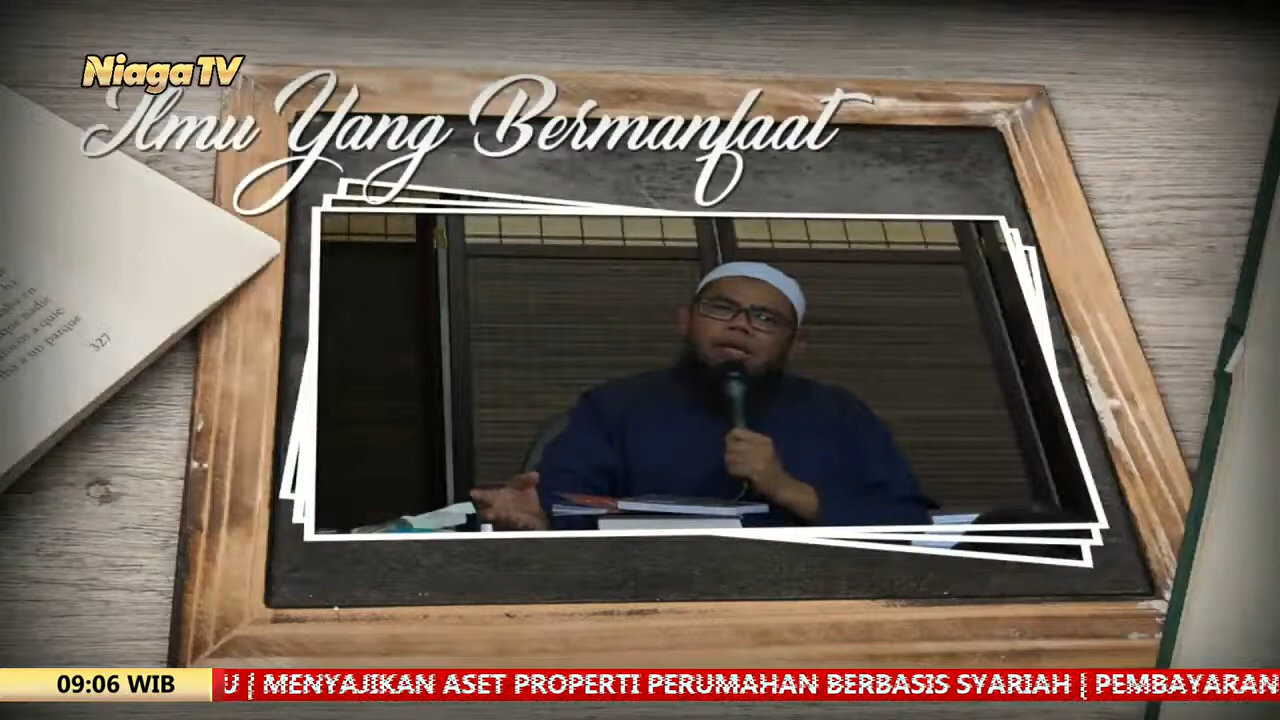 NiagaTV
Ilmu Yang Bermanfaat
327
09:06 WIB
U | MENYAJIKAN ASET PROPERTI PERUMAHAN BERBASIS SYARIAH | PEMBAYARAN